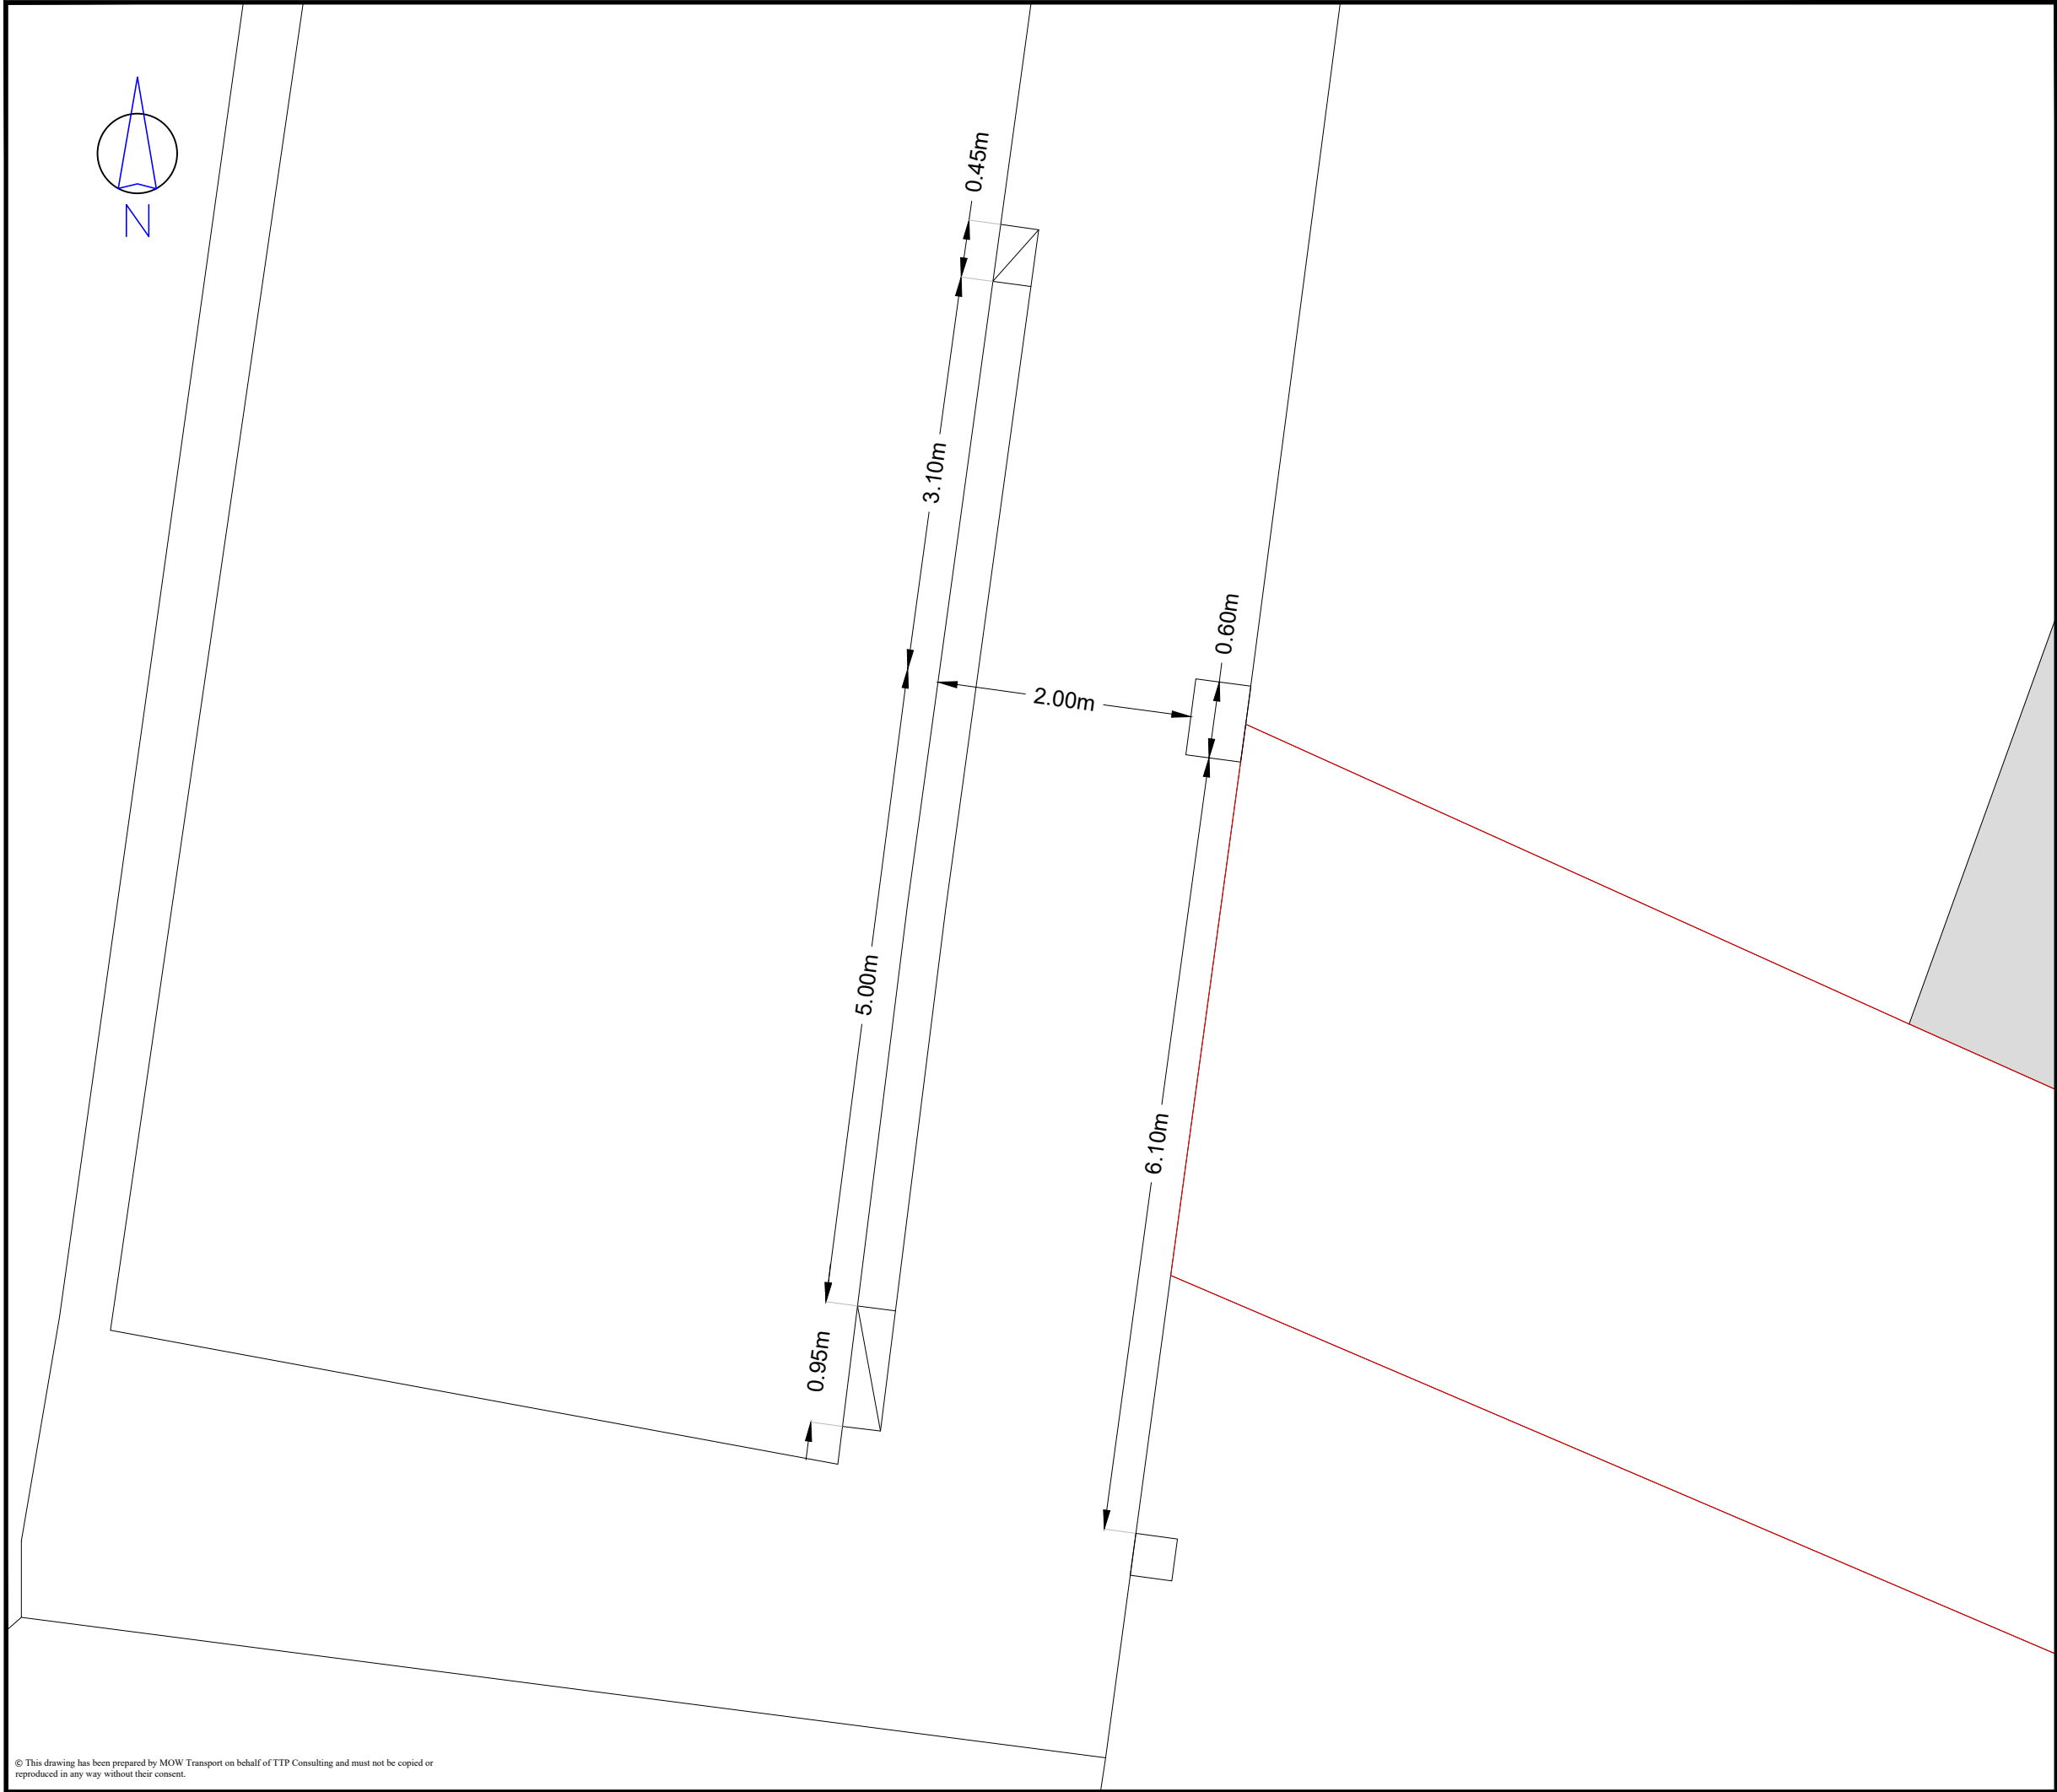 N
0.45m
3.10m
0.60m
2.00m
5.00m
6.10m
0.95m
© This drawing has been prepared by MOW Transport on behalf of TTP Consulting and must not be copied or
reproduced in any way without their consent.